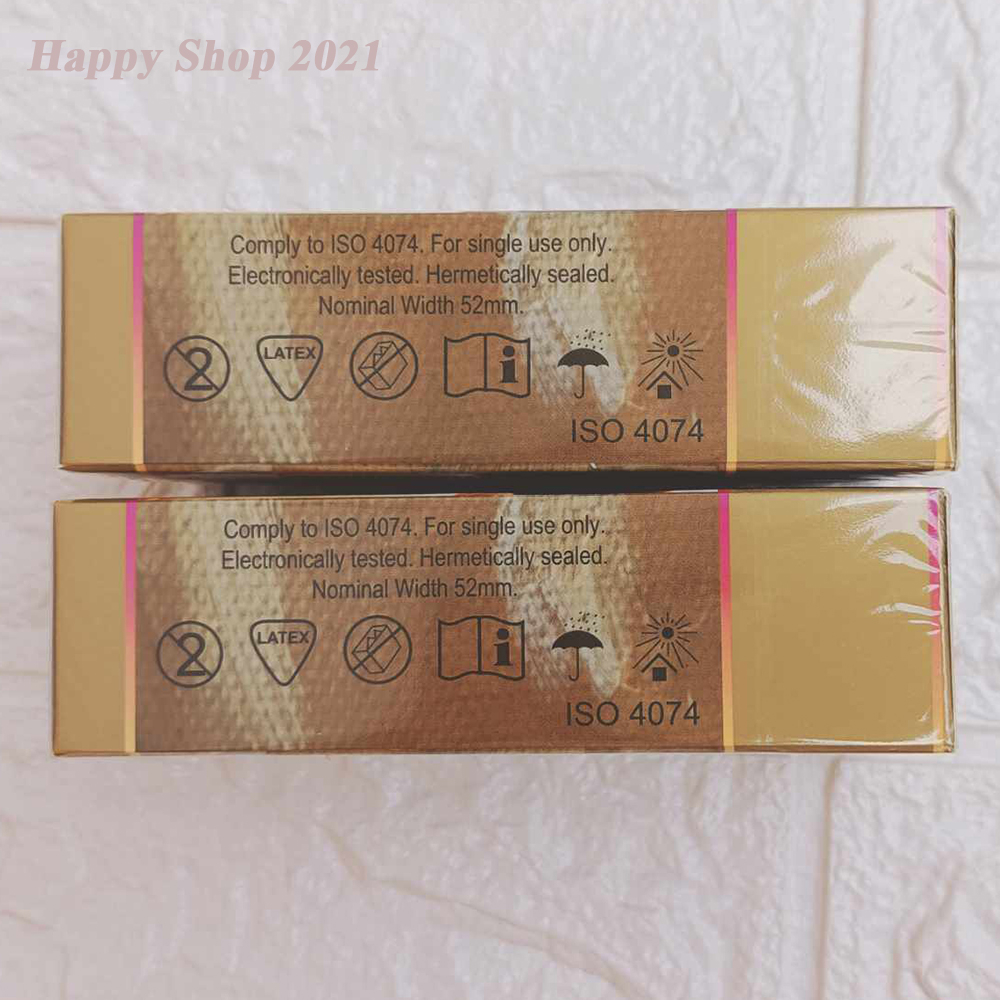 Happy Shop 2021
Comply to ISO 4074. For single use only.
Electronically tested. Hermetically sealed.
Nominal Width 52mm.
2
LATEX
i
ISO 4074
Comply to ISO 4074. For single use only.
Electronically tested. Hermetically sealed.
Nominal Width 52mm.
2
LATEX
i
ISO 4074